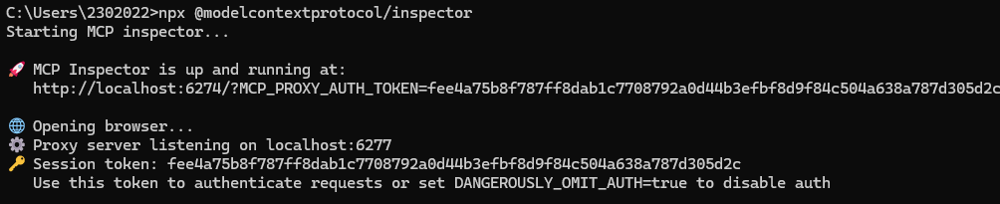 C:\Users\2302022>npx @modelcontextprotocol/inspector
Starting MCP inspector...
🚀 MCP Inspector is up and running at:
http://localhost:6274/?MCP_PROXY_AUTH_TOKEN=fee4a75b8f787ff8dab1c7708792a0d44b3efbf8d9f84c504a638a787d305d2c
🌐 Opening browser...
⚙️ Proxy server listening on localhost:6277
🔑 Session token: fee4a75b8f787ff8dab1c7708792a0d44b3efbf8d9f84c504a638a787d305d2c
Use this token to authenticate requests or set DANGEROUSLY_OMIT_AUTH=true to disable auth